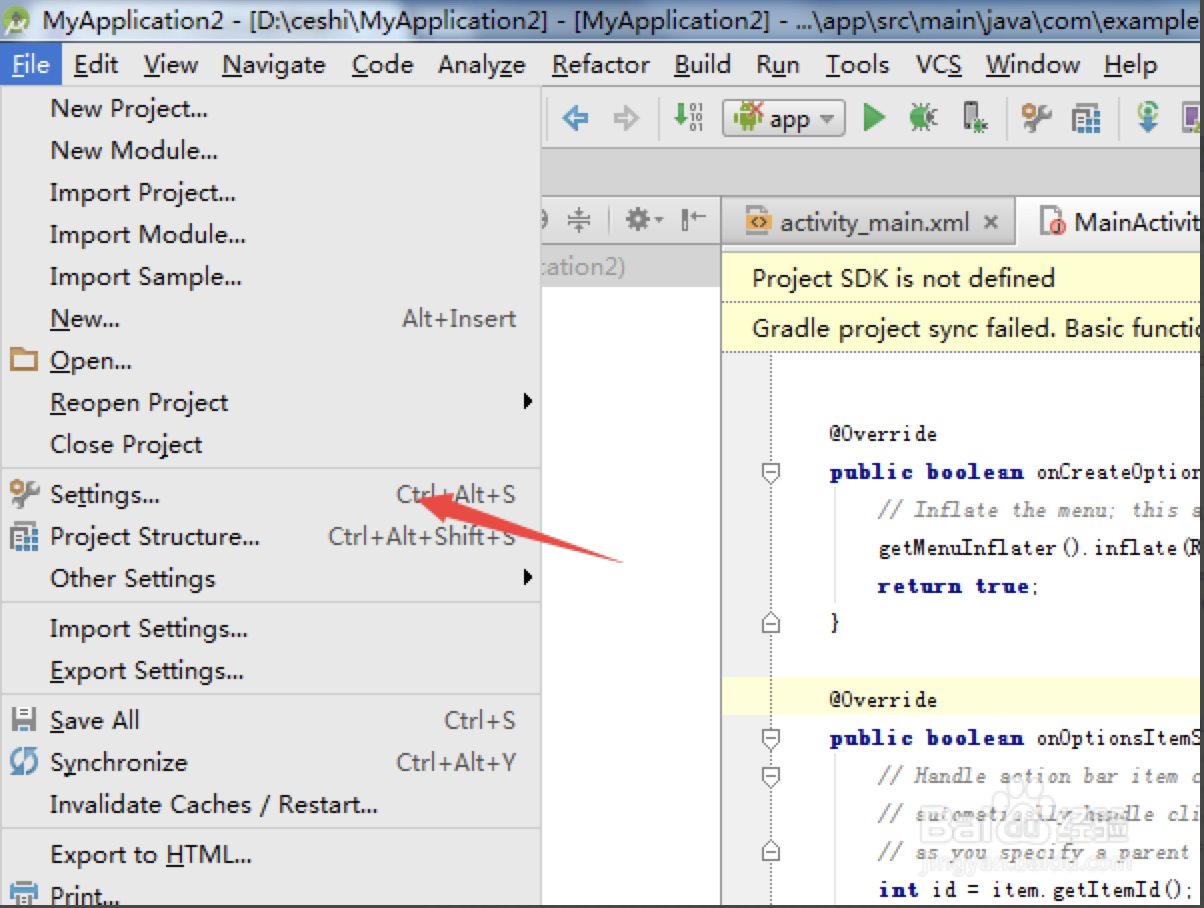 MyApplication2 - [D:\ceshi\MyApplication2] - [MyApplication2] - ...\app\src\main\java\com\example
File Edit View Navigate Code Analyze Refactor Build Run Tools VCS Window Help
New Project...
New Module...
Import Project...
Import Module...
Import Sample...
New... Alt+Insert
Open...
Reopen Project
Close Project
Settings... Ctrl+Alt+S
Project Structure... Ctrl+Alt+Shift+S
Other Settings
Import Settings...
Export Settings...
Save All Ctrl+S
Synchronize Ctrl+Alt+Y
Invalidate Caches / Restart...
Export to HTML...
Print...
app
activity_main.xml
MainActivit
cation2)
Project SDK is not defined
Gradle project sync failed. Basic functio
@Override
public boolean onCreateOption
// Inflate the menu; this a
getMenuInflater().inflate(R
return true;
}
@Override
public boolean onOptionsItemS
// Handle action bar item c
// automatically handle cli
// as you specify a parent
int id = item.getItemId();
Baidu 经验
jingyan.baidu.com